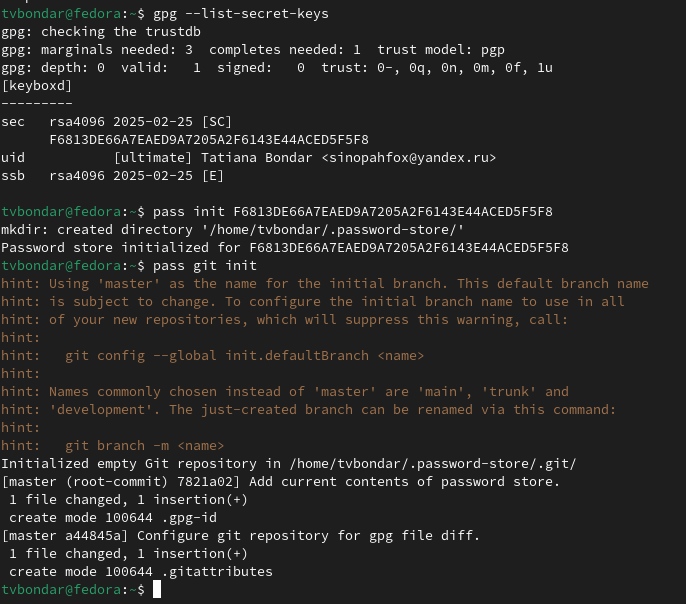 tvbondar@fedora:~$ gpg --list-secret-keys
gpg: checking the trustdb
gpg: marginals needed: 3  completes needed: 1  trust model: pgp
gpg: depth: 0  valid:   1  signed:   0  trust: 0-, 0q, 0n, 0m, 0f, 1u
[keyboxd]
---------
sec   rsa4096 2025-02-25 [SC]
      F6813DE66A7EAED9A7205A2F6143E44ACED5F5F8
uid           [ultimate] Tatiana Bondar <sinopahfox@yandex.ru>
ssb   rsa4096 2025-02-25 [E]

tvbondar@fedora:~$ pass init F6813DE66A7EAED9A7205A2F6143E44ACED5F5F8
mkdir: created directory '/home/tvbondar/.password-store/'
Password store initialized for F6813DE66A7EAED9A7205A2F6143E44ACED5F5F8
tvbondar@fedora:~$ pass git init
hint: Using 'master' as the name for the initial branch. This default branch name
hint: is subject to change. To configure the initial branch name to use in all
hint: of your new repositories, which will suppress this warning, call:
hint:
hint:   git config --global init.defaultBranch <name>
hint:
hint: Names commonly chosen instead of 'master' are 'main', 'trunk' and
hint: 'development'. The just-created branch can be renamed via this command:
hint:
hint:   git branch -m <name>
Initialized empty Git repository in /home/tvbondar/.password-store/.git/
[master (root-commit) 7821a02] Add current contents of password store.
 1 file changed, 1 insertion(+)
 create mode 100644 .gpg-id
[master a44845a] Configure git repository for gpg file diff.
 1 file changed, 1 insertion(+)
 create mode 100644 .gitattributes
tvbondar@fedora:~$